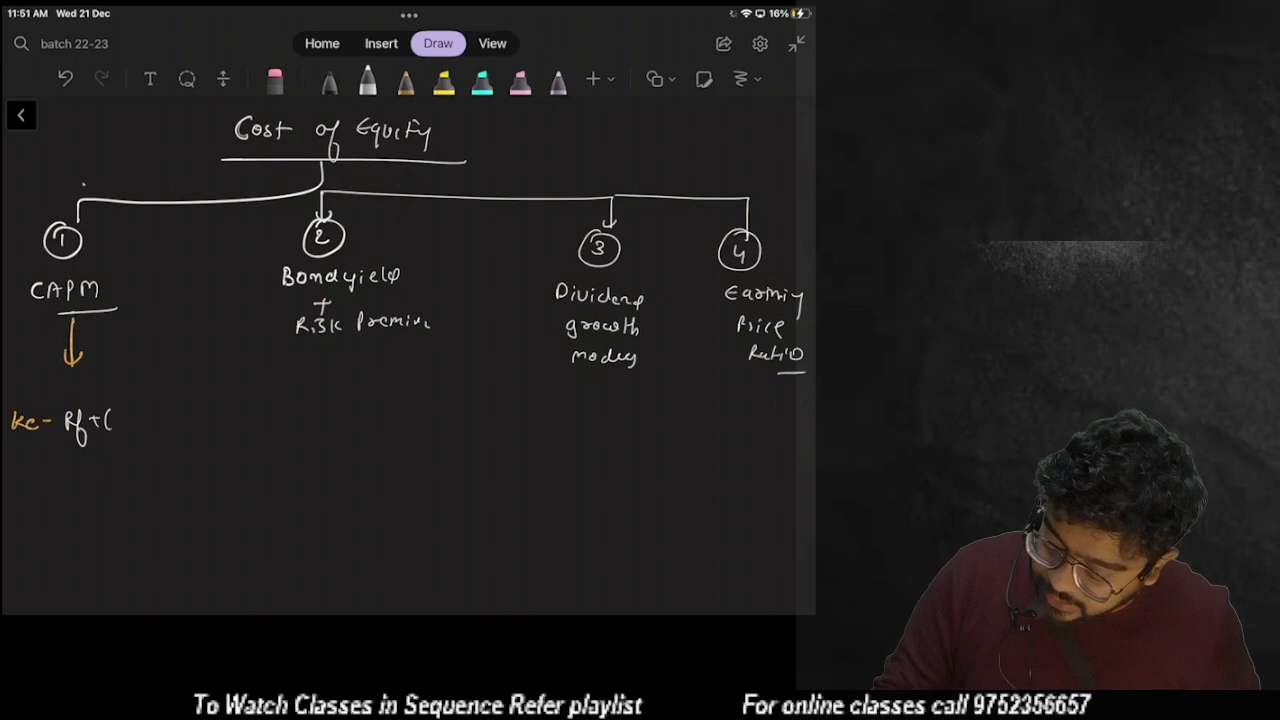 11:51 AM Wed 21 Dec
16%
batch 22-23
Home Insert Draw View
T
Cost of Equity
1
2
3
4
CAPM
Bond yield
+
Risk Premium
Dividend
growth
model
Earning
Price
Ratio
Ke - Rf + (
To Watch Classes in Sequence Refer playlist
For online classes call 9752356657